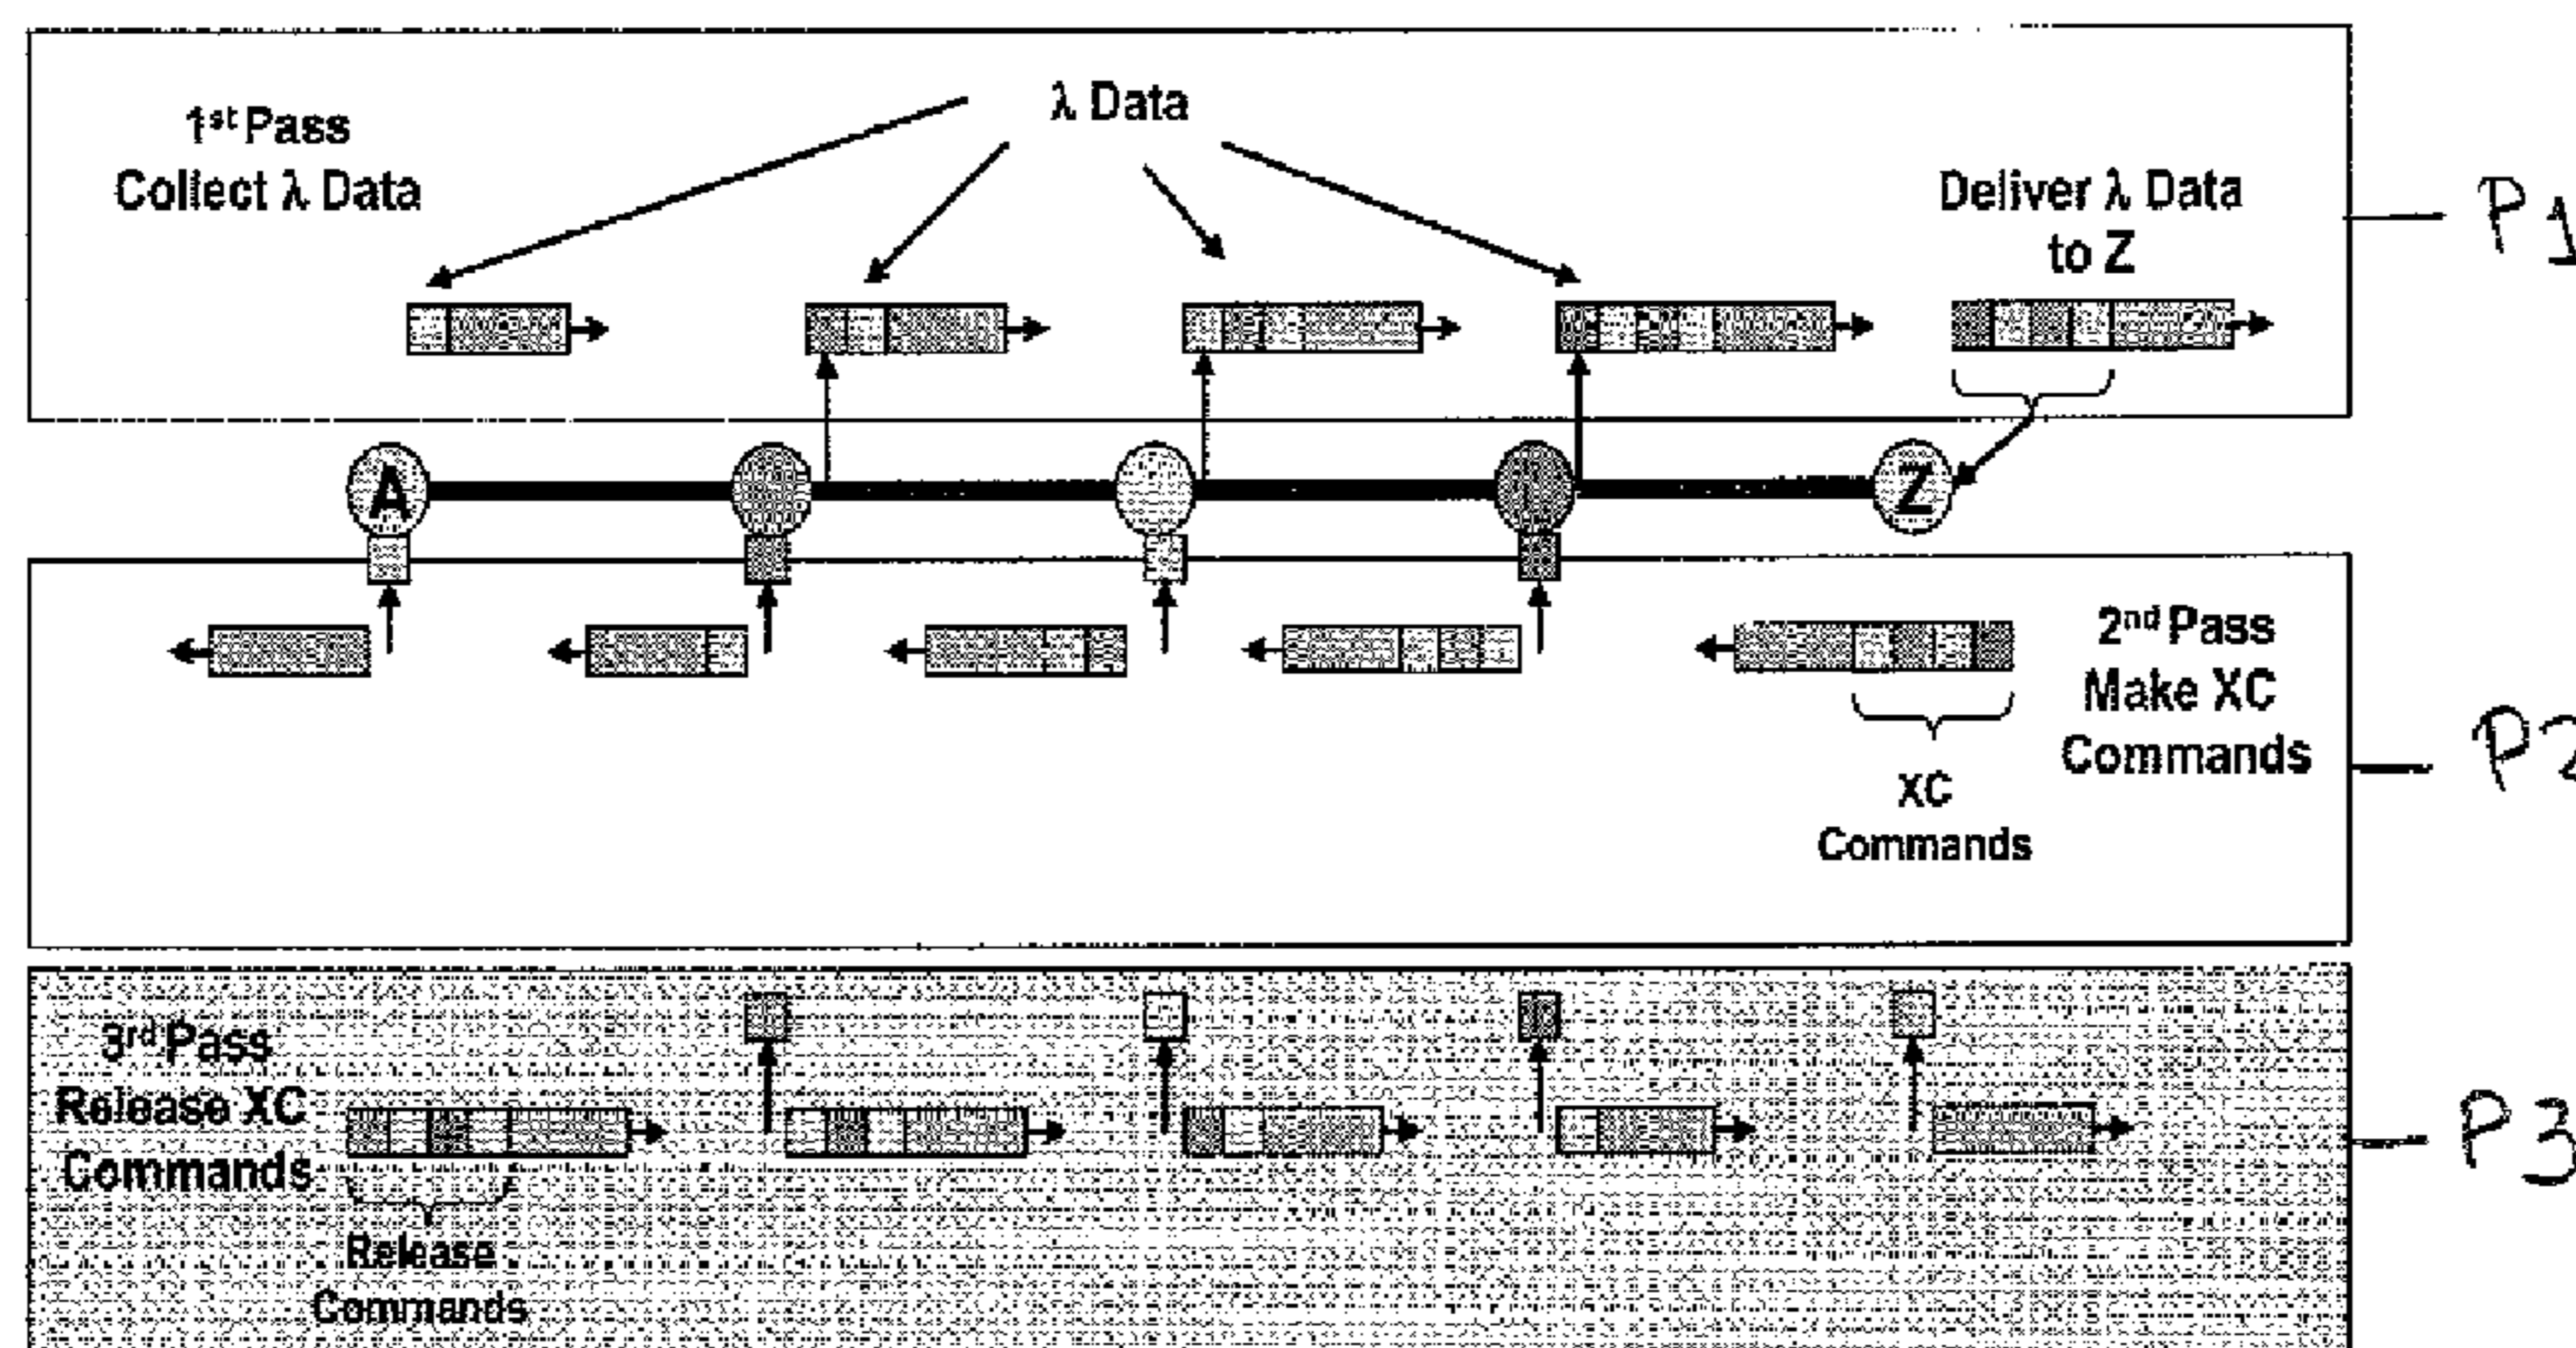 1st Pass
Collect λ Data
λ Data
Deliver λ Data
to Z
P1
A
Z
2nd Pass
Make XC
Commands
XC
Commands
P2
3rd Pass
Release XC
Commands
Release
Commands
P3